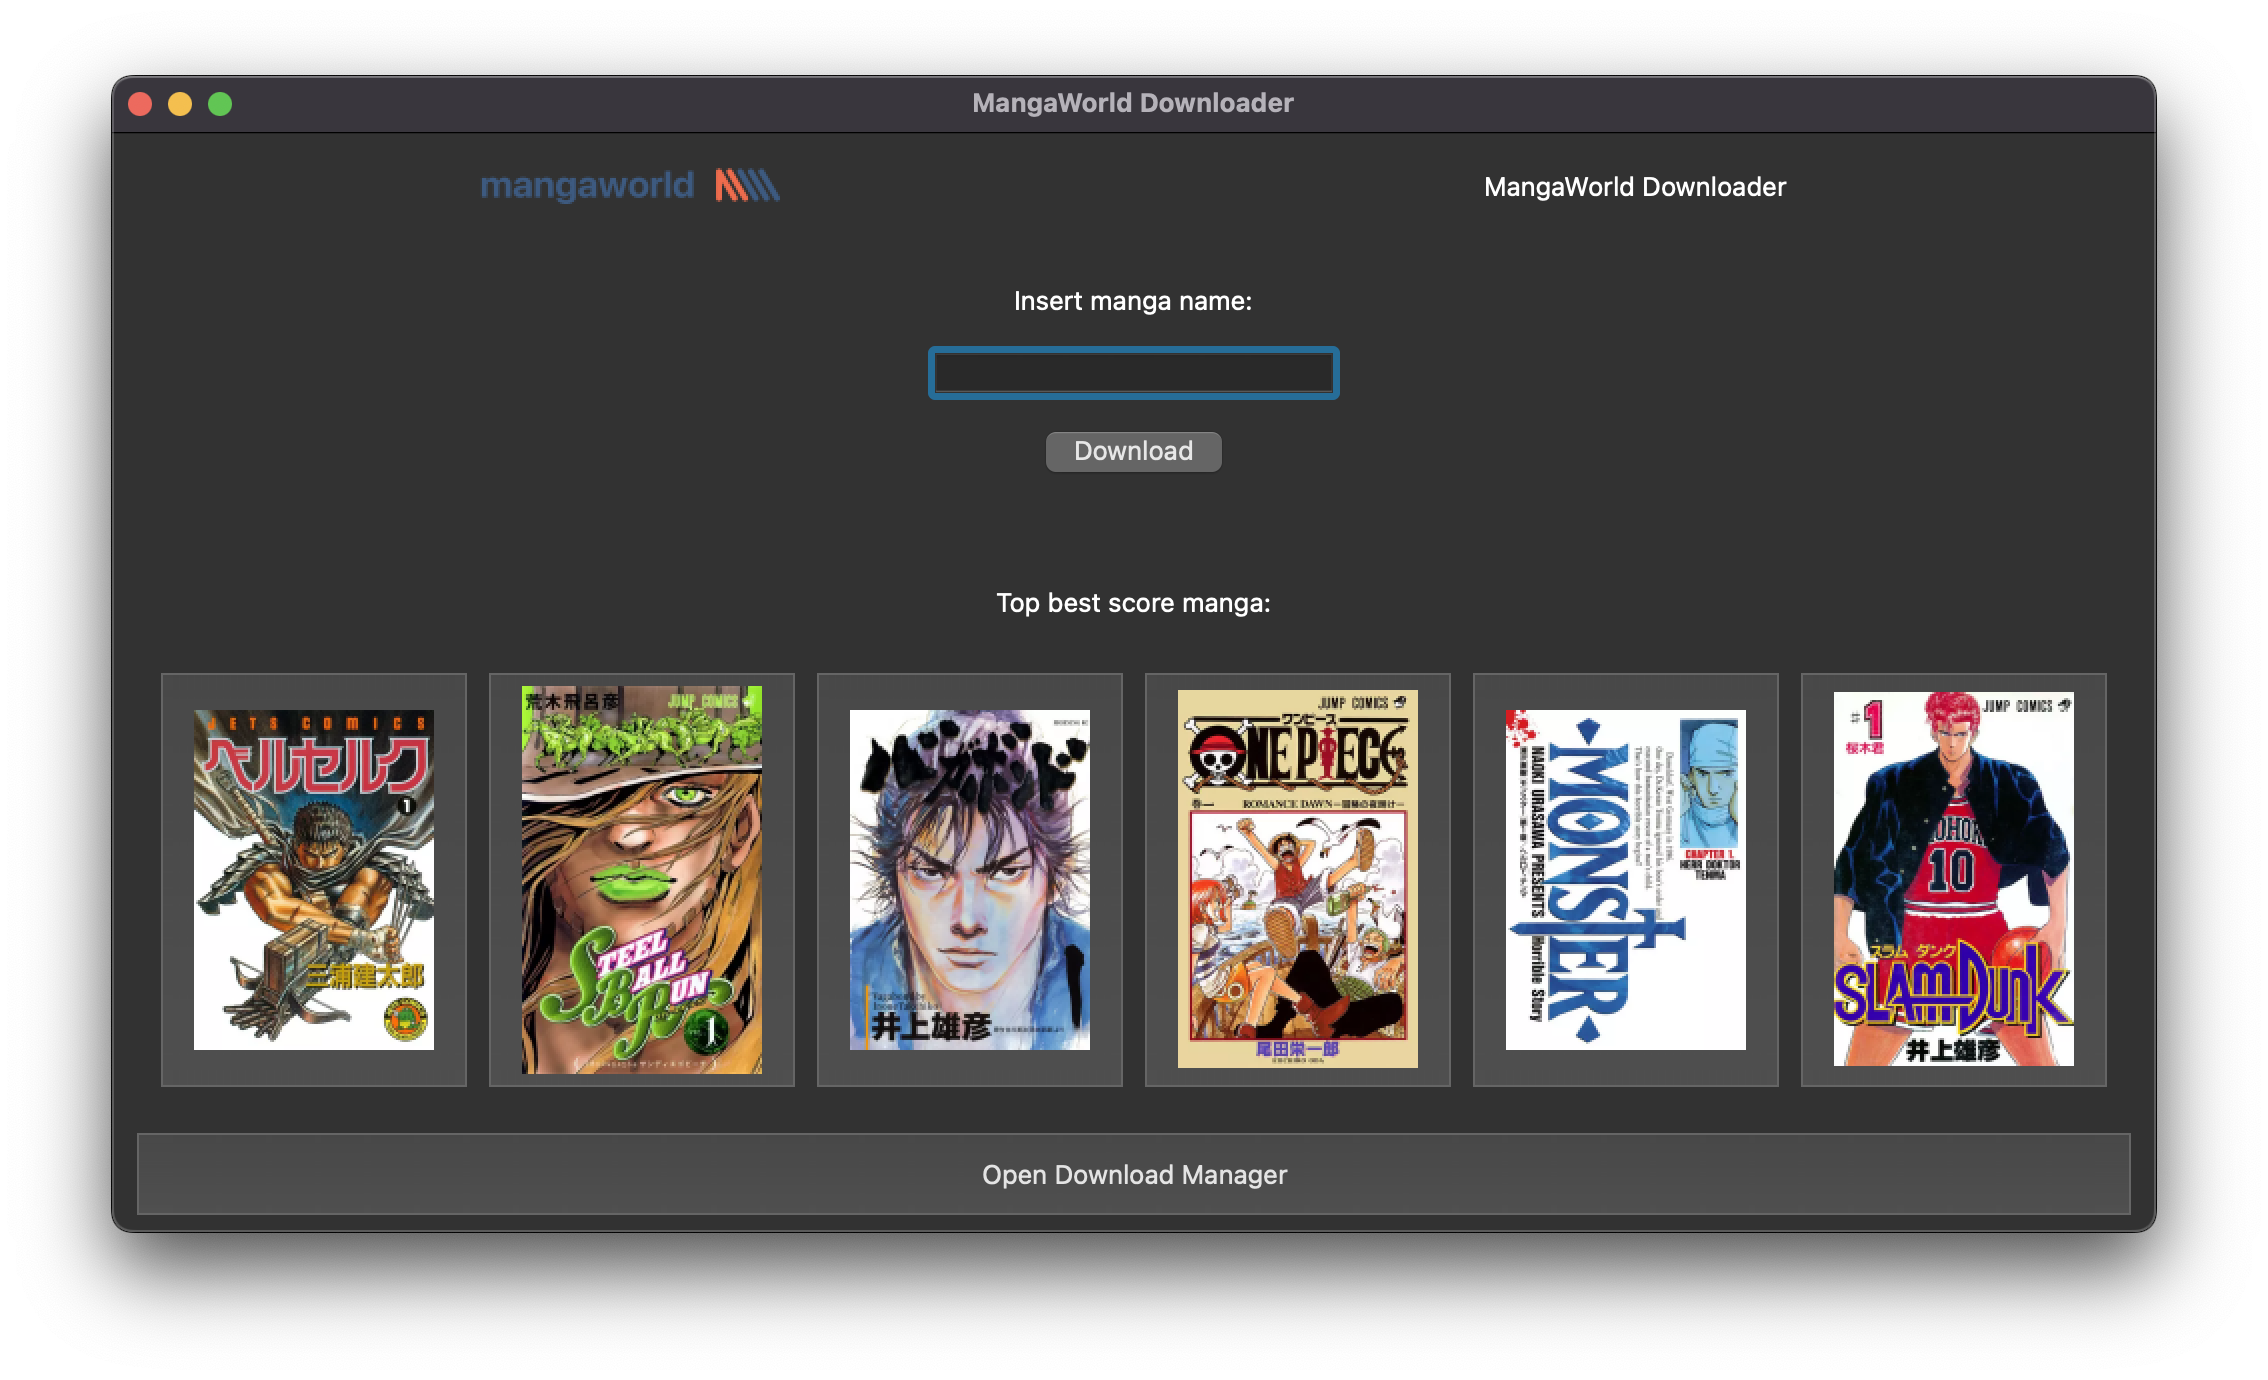 MangaWorld Downloader
mangaworld
MangaWorld Downloader
Insert manga name:
Download
Top best score manga:
JETS COMICS
ベルセルク
1
三浦建太郎
荒木飛呂彦
JUMP COMICS
STEEL
BALL
RUN
1
バガボンド
井上雄彦
JUMP COMICS
ワンピース
ONE PIECE
巻一
ROMANCE DAWN
尾田栄一郎
CHAPTER 1.
HERR DOKTOR
TENMA
MONSTER
NAOKI URASAWA PRESENTS
Horrible Story
#1
桜木君
JUMP COMICS
10
スラムダンク
SLAM DUNK
井上雄彦
Open Download Manager